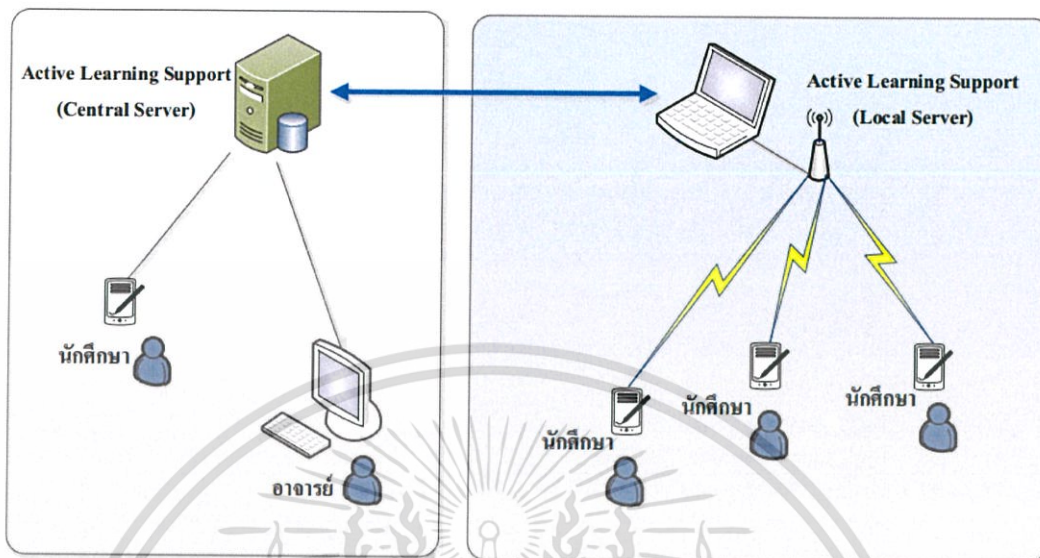 Active Learning Support
(Central Server)
นักศึกษา
อาจารย์
Active Learning Support
(Local Server)
นักศึกษา
นักศึกษา
นักศึกษา